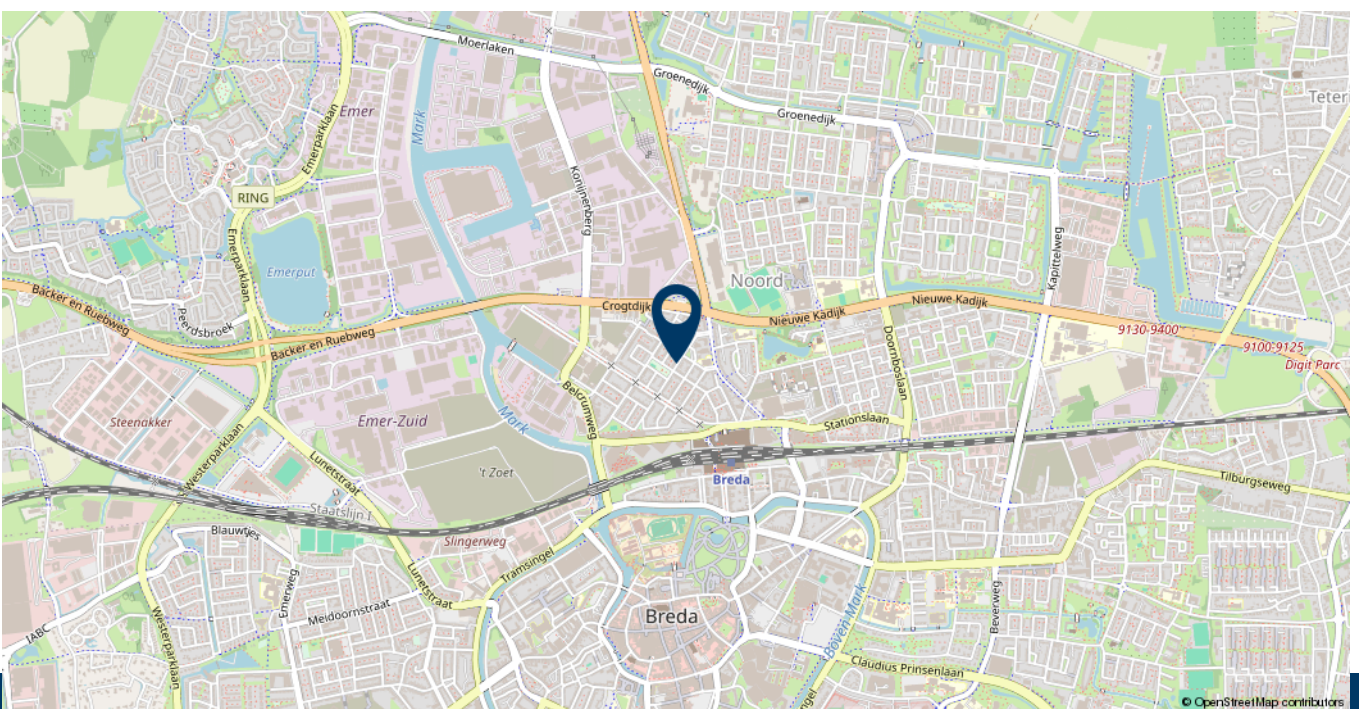 Moerlaken
Groenedijk
Groenedijk
Teter
Emer
Emerparklaan
Mark
Konijnenberg
RING
Emerparklaan
Kapittelweg
Emerput
Noord
Backer en Ruebweg
Peerdsbroek
Crogtdijk
Nieuwe Kadijk
Nieuwe Kadijk
Backer en Ruebweg
9130-9400
9100-9125
Digit Parc
Doornboslaan
Belcrumweg
Steenakker
Emer-Zuid
Mark
Stationslaan
Westerparklaan
Lunetstraat
't Zoet
Breda
Tilburgseweg
Staatslijn I
Blauwtjes
Slingerweg
Tramsingel
Emerweg
Lunetstraat
Meidoornstraat
Westerparklaan
JABC
Breda
Boven Mark
Beverweg
Claudius Prinsenlaan
ngel
© OpenStreetMap contributors